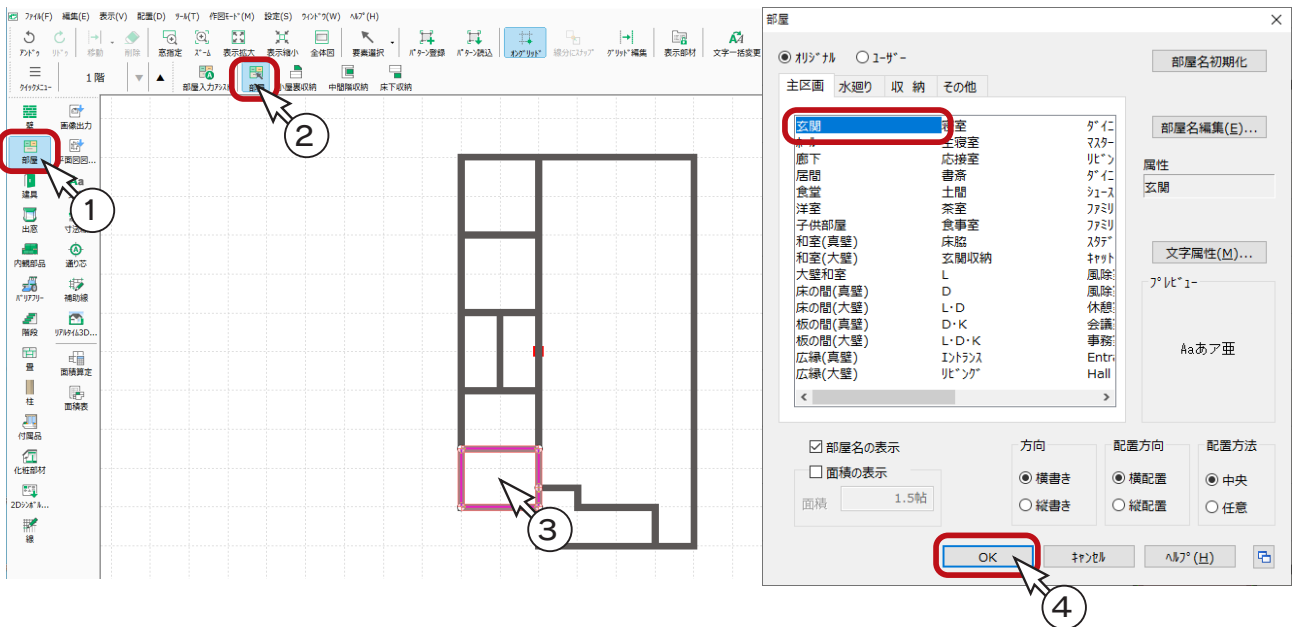 ﾌｧｲﾙ(F) 編集(E) 表示(V) 配置(D) ﾂｰﾙ(T) 作図ﾓｰﾄﾞ(M) 設定(S) ｳｨﾝﾄﾞｳ(W) ﾍﾙﾌﾟ(H)
ｱﾝﾄﾞｩ ﾘﾄﾞｩ 移動 削除 窓指定 ｽﾞｰﾑ 表示拡大 表示縮小 全体図 要素選択 ﾊﾟﾀｰﾝ登録 ﾊﾟﾀｰﾝ読込 ｵﾝｸﾞﾘｯﾄﾞ 線分にｽﾅｯﾌﾟ ｸﾞﾘｯﾄﾞ編集 表示部材 文字一括変更
ｸｲｯｸﾒﾆｭｰ 1 階 ▼ ▲ 部屋入力ｱｼｽﾄ 部屋 小屋裏収納 中間階収納 床下収納
②
壁 画像出力
部屋
建具
①
出窓
内観部品 通り芯
ﾊﾞﾘｱﾌﾘｰ 補助線
階段 ﾘｱﾙﾀｲﾑ3D...
畳 面積算定
柱 面積表
付属品
化粧部材
2Dｼﾝﾎﾞﾙ...
線
③
部屋
ｵﾘｼﾞﾅﾙ ﾕｰｻﾞｰ
部屋名初期化
主区画 水廻り 収 納 その他
玄関 寝室 ﾀﾞｲﾆ
ﾎｰﾙ 主寝室 ﾏｽﾀｰ
廊下 応接室 ﾘﾋﾞﾝ
居間 書斎 ﾀﾞｲﾆ
食堂 土間 ｼｭｰｽ
洋室 茶室 ﾌｧﾐﾘ
子供部屋 食事室 ﾌｧﾐﾘ
和室(真壁) 床脇 ｽﾀﾃﾞ
和室(大壁) 玄関収納 ｷｬｯﾄ
大壁和室 L 風除
床の間(真壁) D 風除
床の間(大壁) L･D 休憩
板の間(真壁) D･K 会議
板の間(大壁) L･D･K 事務
広縁(真壁) ｴﾝﾄﾗﾝｽ Entr
広縁(大壁) ﾘﾋﾞﾝｸﾞ Hall
部屋名編集(E)...
属性
玄関
文字属性(M)...
ﾌﾟﾚﾋﾞｭｰ
Aaあア亜
部屋名の表示
面積の表示
面積 1.5帖
方向
横書き
縦書き
配置方向
横配置
縦配置
配置方法
中央
任意
OK ｷｬﾝｾﾙ ﾍﾙﾌﾟ(H)
④